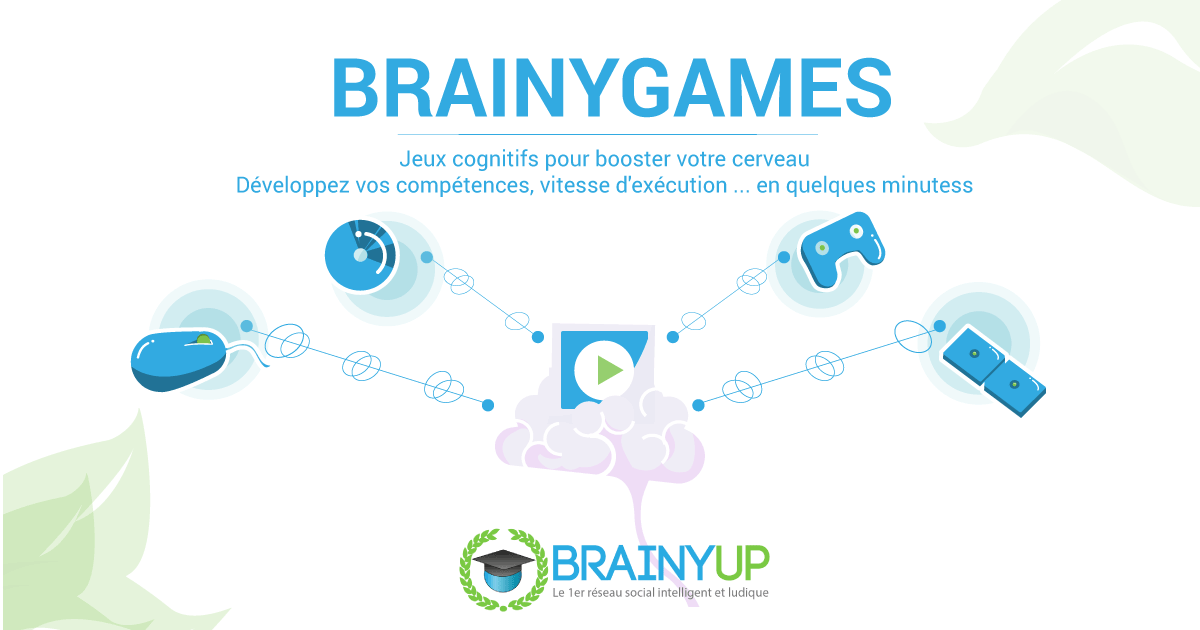 BRAINYGAMES
Jeux cognitifs pour booster votre cerveau
Développez vos compétences, vitesse d'exécution ... en quelques minutess
BRAINYUP
Le 1er réseau social intelligent et ludique